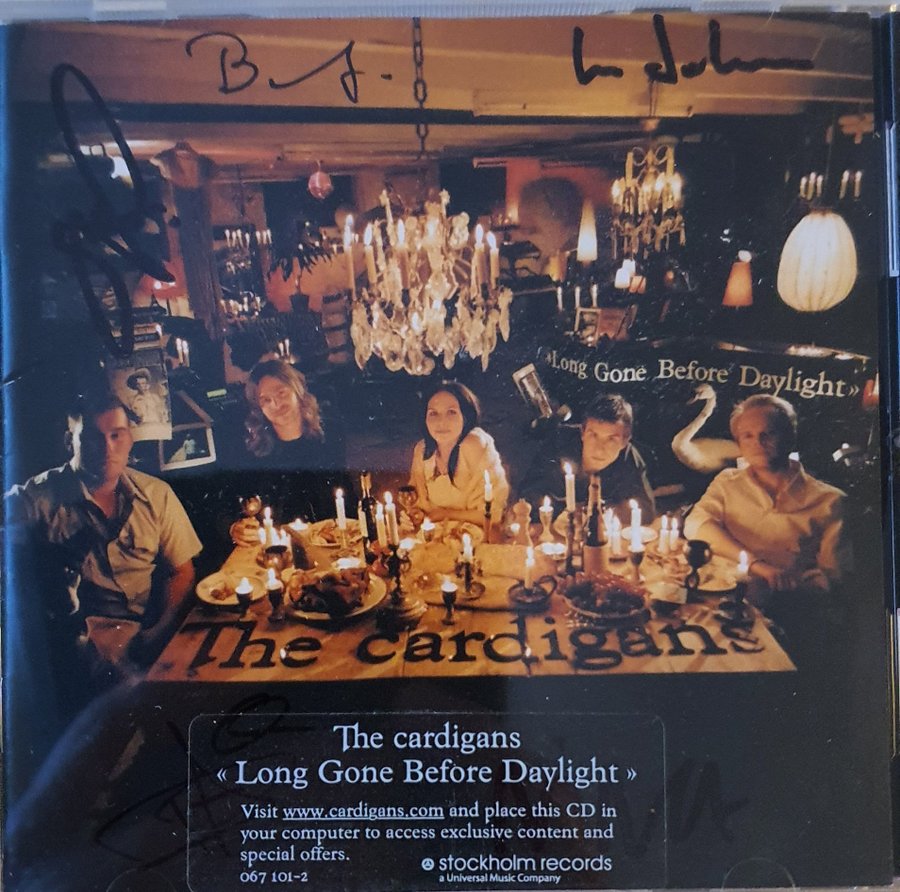 «Long Gone Before Daylight»
The cardigans
The cardigans
« Long Gone Before Daylight »
Visit www.cardigans.com and place this CD in
your computer to access exclusive content and
special offers.
067 101-2
stockholm records
a Universal Music Company